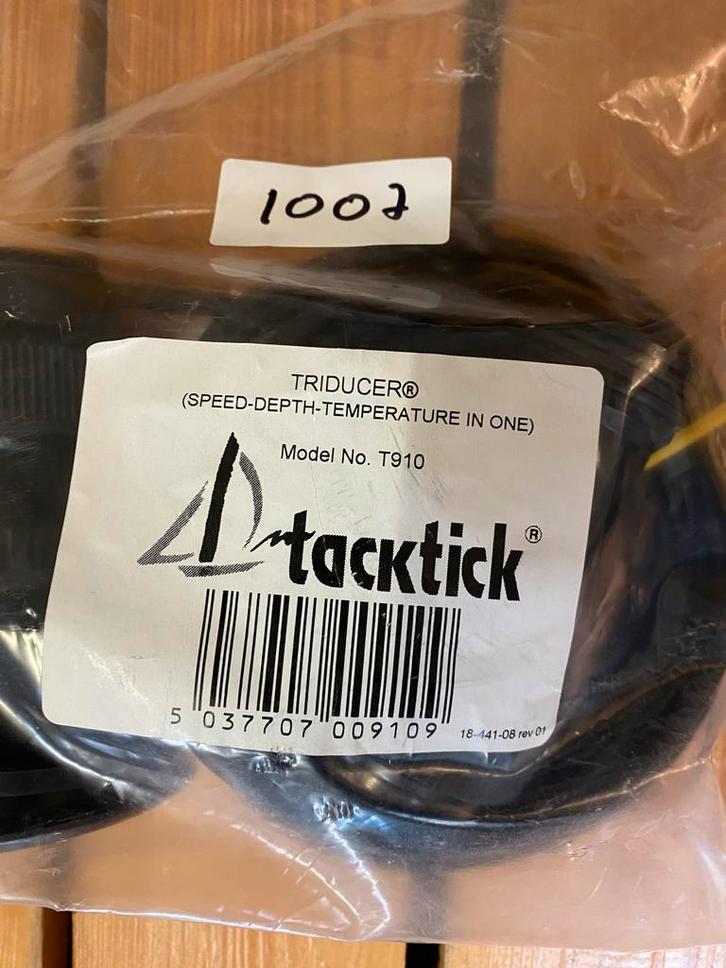 1002
TRIDUCER®
(SPEED-DEPTH-TEMPERATURE IN ONE)
Model No. T910
tacktick®
5 037707 009109
18-441-08 rev 01